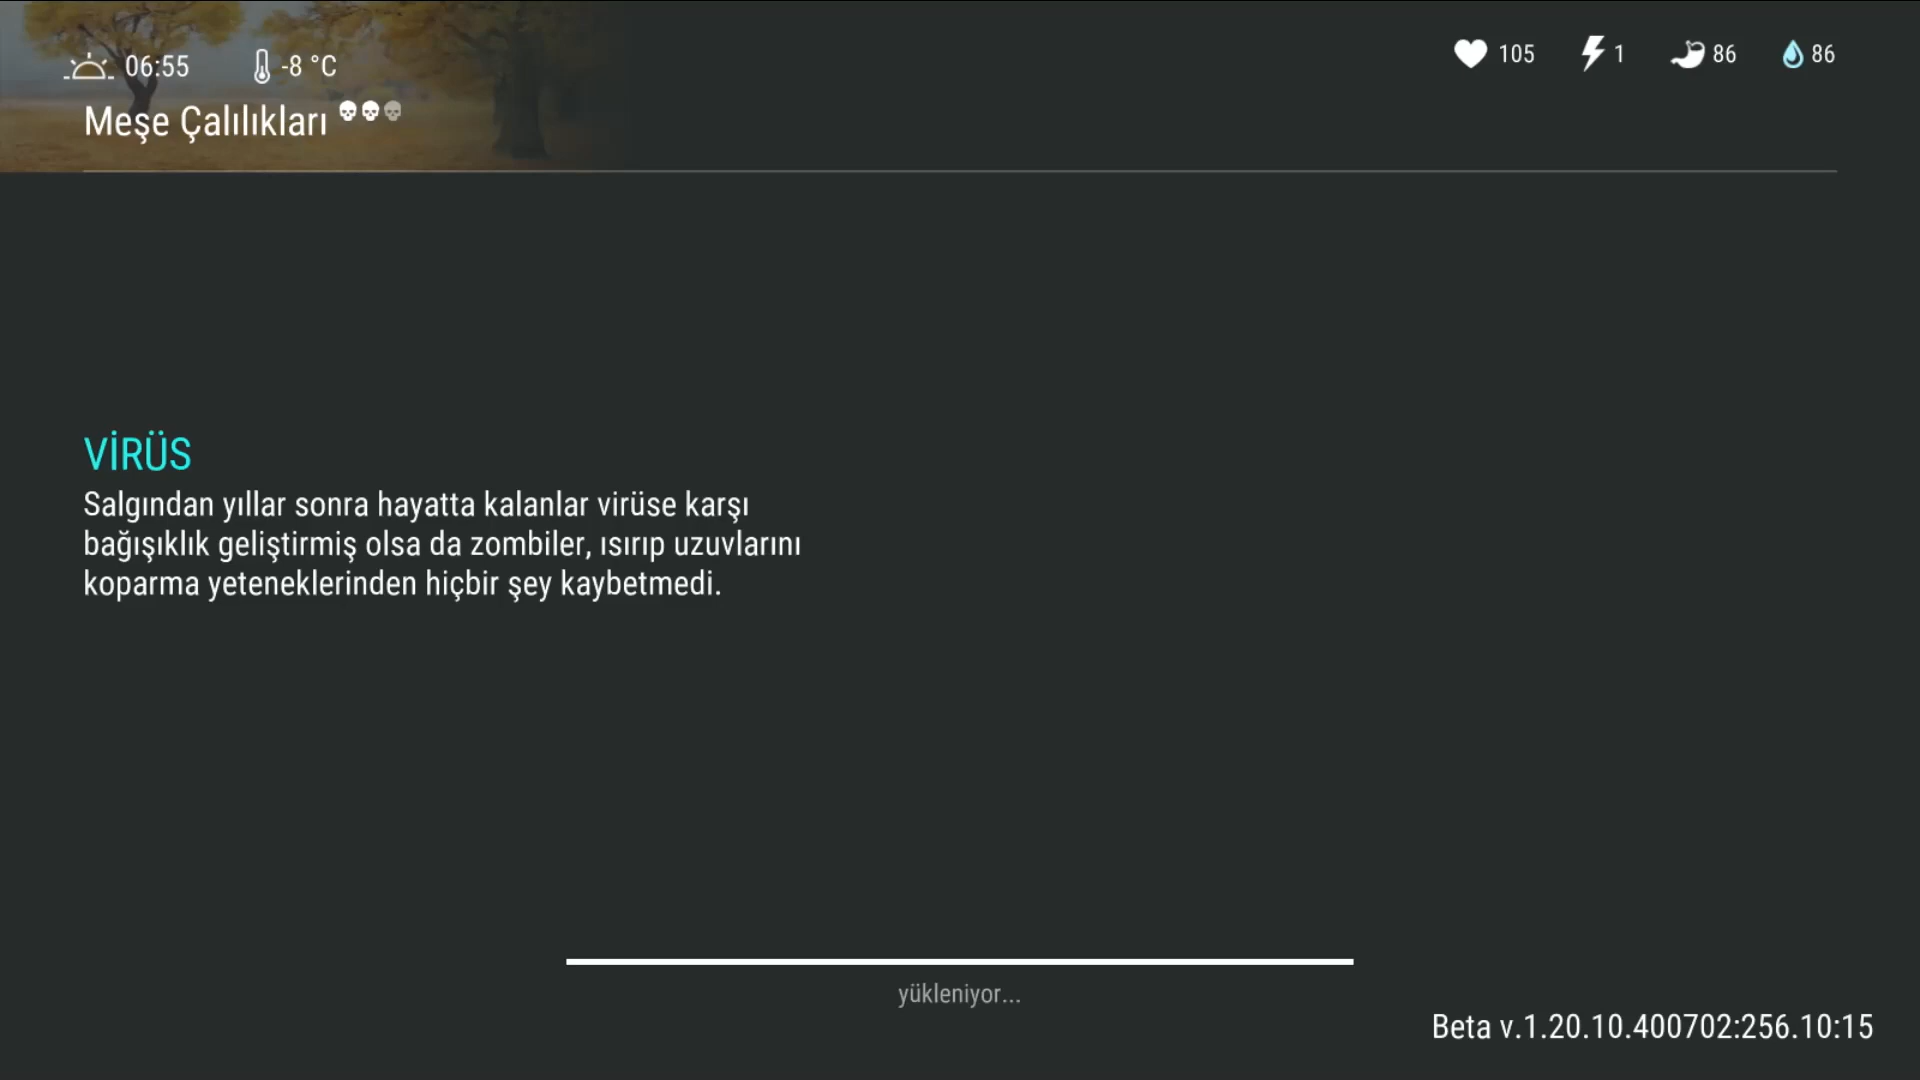 06:55 -8 °C 105 1 86 86
Meşe Çalılıkları
VİRÜS
Salgından yıllar sonra hayatta kalanlar virüse karşı
bağışıklık geliştirmiş olsa da zombiler, ısırıp uzuvlarını
koparma yeteneklerinden hiçbir şey kaybetmedi.
yükleniyor...
Beta v.1.20.10.400702:256.10:15